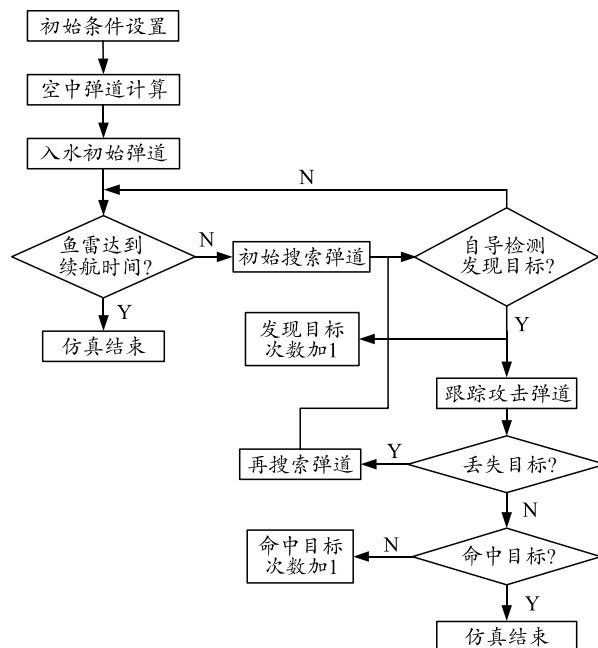 初始条件设置
空中弹道计算
入水初始弹道
N
鱼雷达到
续航时间?
N
初始搜索弹道
自导检测
发现目标?
Y
Y
仿真结束
发现目标
次数加1
跟踪攻击弹道
再搜索弹道
Y
丢失目标?
N
命中目标
次数加1
N
命中目标?
Y
仿真结束